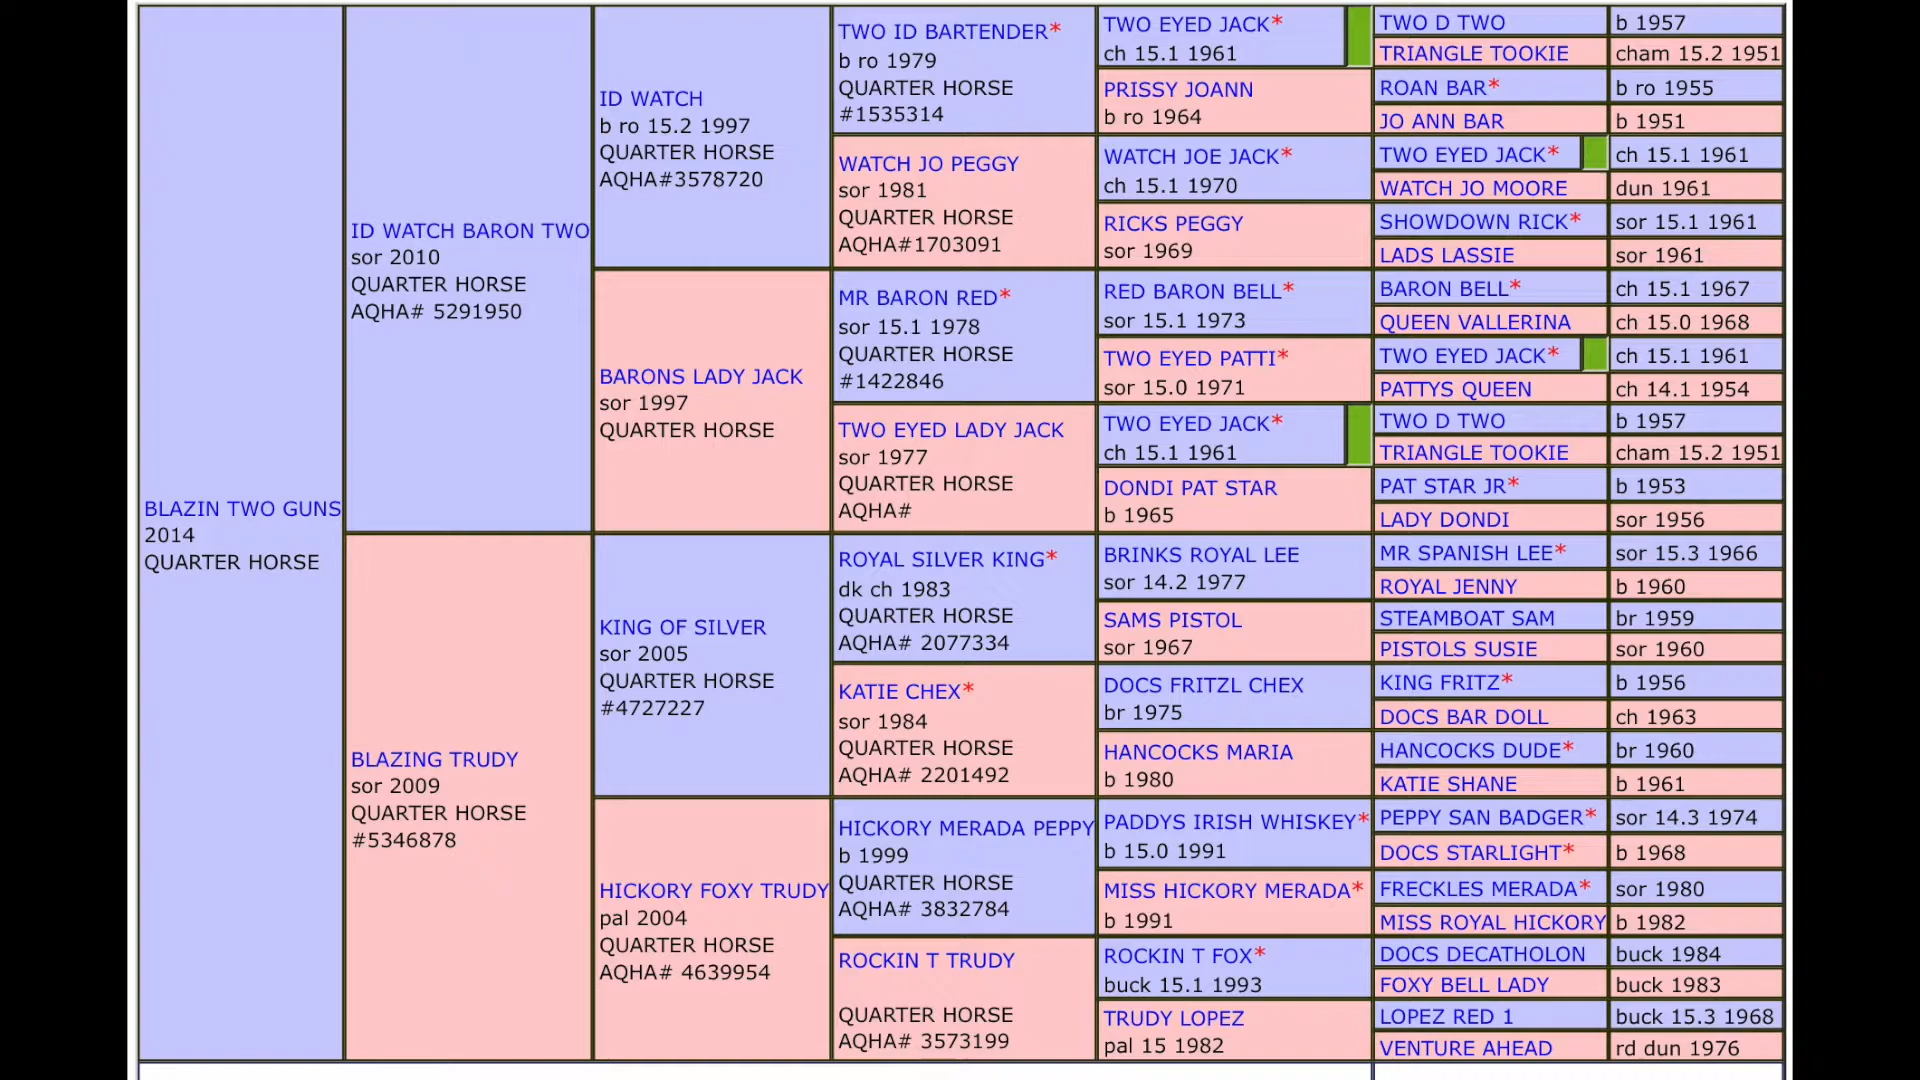 BLAZIN TWO GUNS
2014
QUARTER HORSE
ID WATCH BARON TWO
sor 2010
QUARTER HORSE
AQHA# 5291950
BLAZING TRUDY
sor 2009
QUARTER HORSE
#5346878
ID WATCH
b ro 15.2 1997
QUARTER HORSE
AQHA#3578720
BARONS LADY JACK
sor 1997
QUARTER HORSE
KING OF SILVER
sor 2005
QUARTER HORSE
#4727227
HICKORY FOXY TRUDY
pal 2004
QUARTER HORSE
AQHA# 4639954
TWO ID BARTENDER*
b ro 1979
QUARTER HORSE
#1535314
WATCH JO PEGGY
sor 1981
QUARTER HORSE
AQHA#1703091
MR BARON RED*
sor 15.1 1978
QUARTER HORSE
#1422846
TWO EYED LADY JACK
sor 1977
QUARTER HORSE
AQHA#
ROYAL SILVER KING*
dk ch 1983
QUARTER HORSE
AQHA# 2077334
KATIE CHEX*
sor 1984
QUARTER HORSE
AQHA# 2201492
HICKORY MERADA PEPPY
b 1999
QUARTER HORSE
AQHA# 3832784
ROCKIN T TRUDY
QUARTER HORSE
AQHA# 3573199
TWO EYED JACK*
ch 15.1 1961
PRISSY JOANN
b ro 1964
WATCH JOE JACK*
ch 15.1 1970
RICKS PEGGY
sor 1969
RED BARON BELL*
sor 15.1 1973
TWO EYED PATTI*
sor 15.0 1971
TWO EYED JACK*
ch 15.1 1961
DONDI PAT STAR
b 1965
BRINKS ROYAL LEE
sor 14.2 1977
SAMS PISTOL
sor 1967
DOCS FRITZL CHEX
br 1975
HANCOCKS MARIA
b 1980
PADDYS IRISH WHISKEY*
b 15.0 1991
MISS HICKORY MERADA*
b 1991
ROCKIN T FOX*
buck 15.1 1993
TRUDY LOPEZ
pal 15 1982
TWO D TWO b 1957
TRIANGLE TOOKIE cham 15.2 1951
ROAN BAR* b ro 1955
JO ANN BAR b 1951
TWO EYED JACK* ch 15.1 1961
WATCH JO MOORE dun 1961
SHOWDOWN RICK* sor 15.1 1961
LADS LASSIE sor 1961
BARON BELL* ch 15.1 1967
QUEEN VALLERINA ch 15.0 1968
TWO EYED JACK* ch 15.1 1961
PATTYS QUEEN ch 14.1 1954
TWO D TWO b 1957
TRIANGLE TOOKIE cham 15.2 1951
PAT STAR JR* b 1953
LADY DONDI sor 1956
MR SPANISH LEE* sor 15.3 1966
ROYAL JENNY b 1960
STEAMBOAT SAM br 1959
PISTOLS SUSIE sor 1960
KING FRITZ* b 1956
DOCS BAR DOLL ch 1963
HANCOCKS DUDE* br 1960
KATIE SHANE b 1961
PEPPY SAN BADGER* sor 14.3 1974
DOCS STARLIGHT* b 1968
FRECKLES MERADA* sor 1980
MISS ROYAL HICKORY b 1982
DOCS DECATHOLON buck 1984
FOXY BELL LADY buck 1983
LOPEZ RED 1 buck 15.3 1968
VENTURE AHEAD rd dun 1976